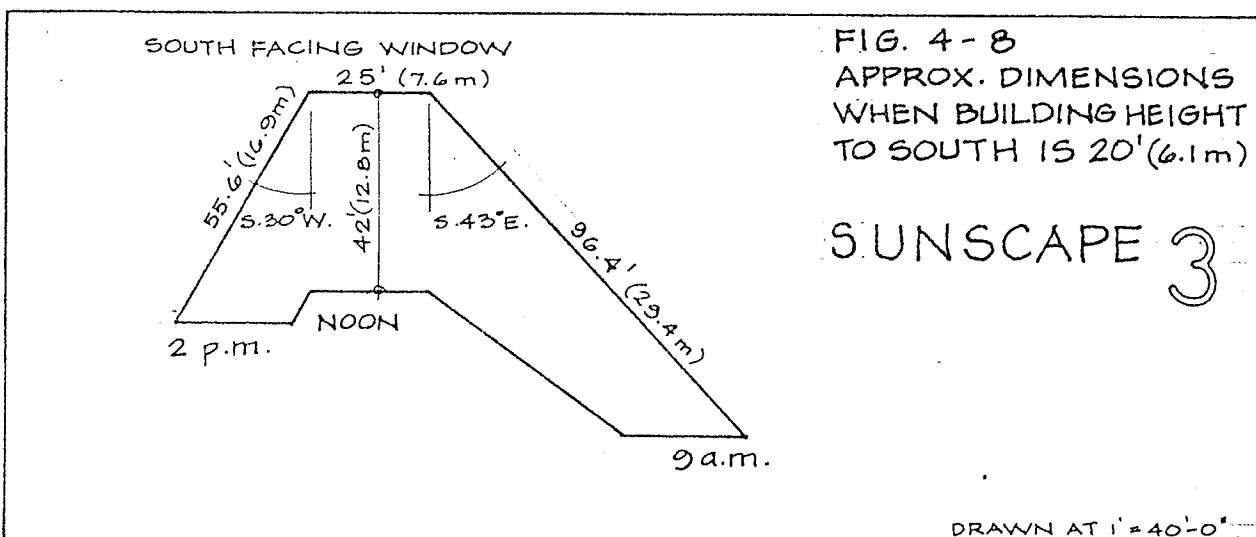 SOUTH FACING WINDOW
25' (7.6m)
55.6' (16.9m)
S.30°W.
42' (12.8m)
S.43°E.
96.4' (29.4m)
NOON
2 p.m.
9 a.m.
FIG. 4-8
APPROX. DIMENSIONS
WHEN BUILDING HEIGHT
TO SOUTH IS 20' (6.1m)
SUNSCAPE 3
DRAWN AT 1' = 40'-0"